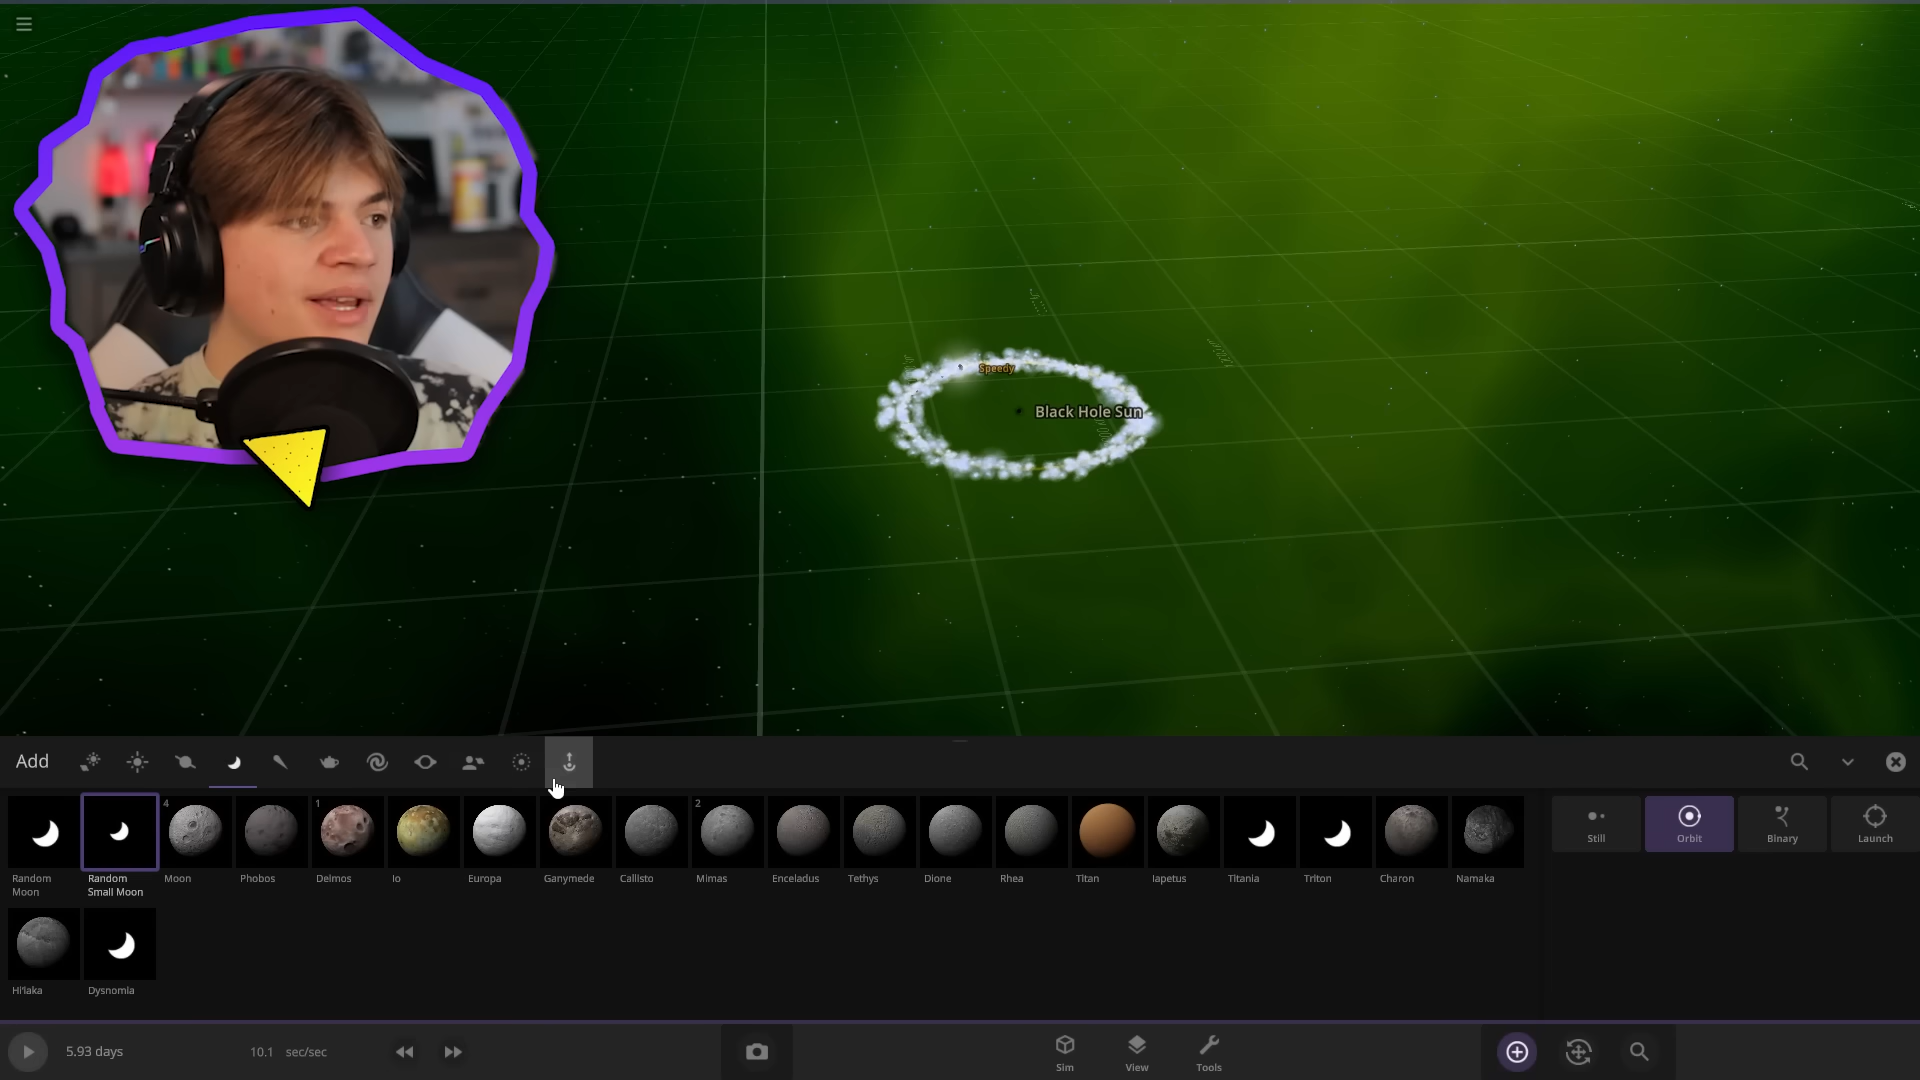 Speedy
Black Hole Sun
Add
4
1
2
Random
Moon
Random
Small Moon
Moon
Phobos
Deimos
Io
Europa
Ganymede
Callisto
Mimas
Enceladus
Tethys
Dione
Rhea
Titan
Iapetus
Titania
Triton
Charon
Namaka
Still
Orbit
Binary
Launch
Hi'iaka
Dysnomia
5.93 days
10.1 sec/sec
Sim
View
Tools